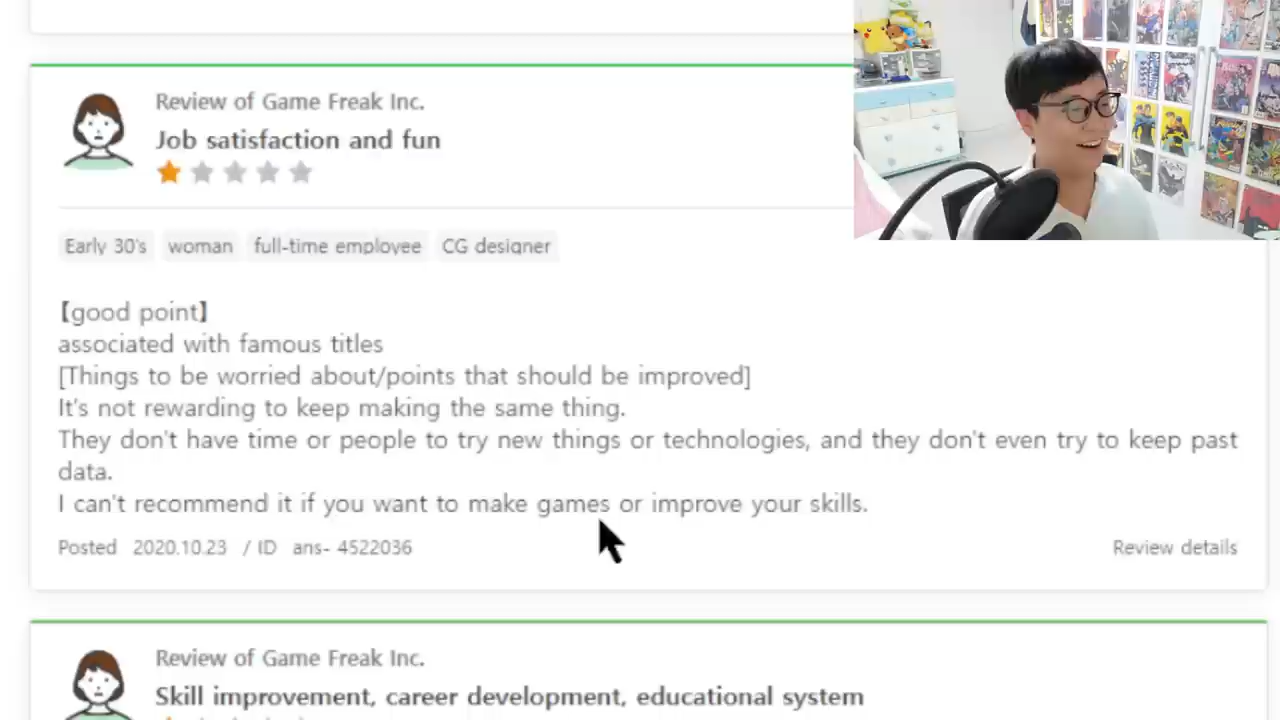 Review of Game Freak Inc.
Job satisfaction and fun
Early 30's woman full-time employee CG designer
【good point】
associated with famous titles
[Things to be worried about/points that should be improved]
It's not rewarding to keep making the same thing.
They don't have time or people to try new things or technologies, and they don't even try to keep past
data.
I can't recommend it if you want to make games or improve your skills.
Posted 2020.10.23 / ID ans- 4522036 Review details
Review of Game Freak Inc.
Skill improvement, career development, educational system